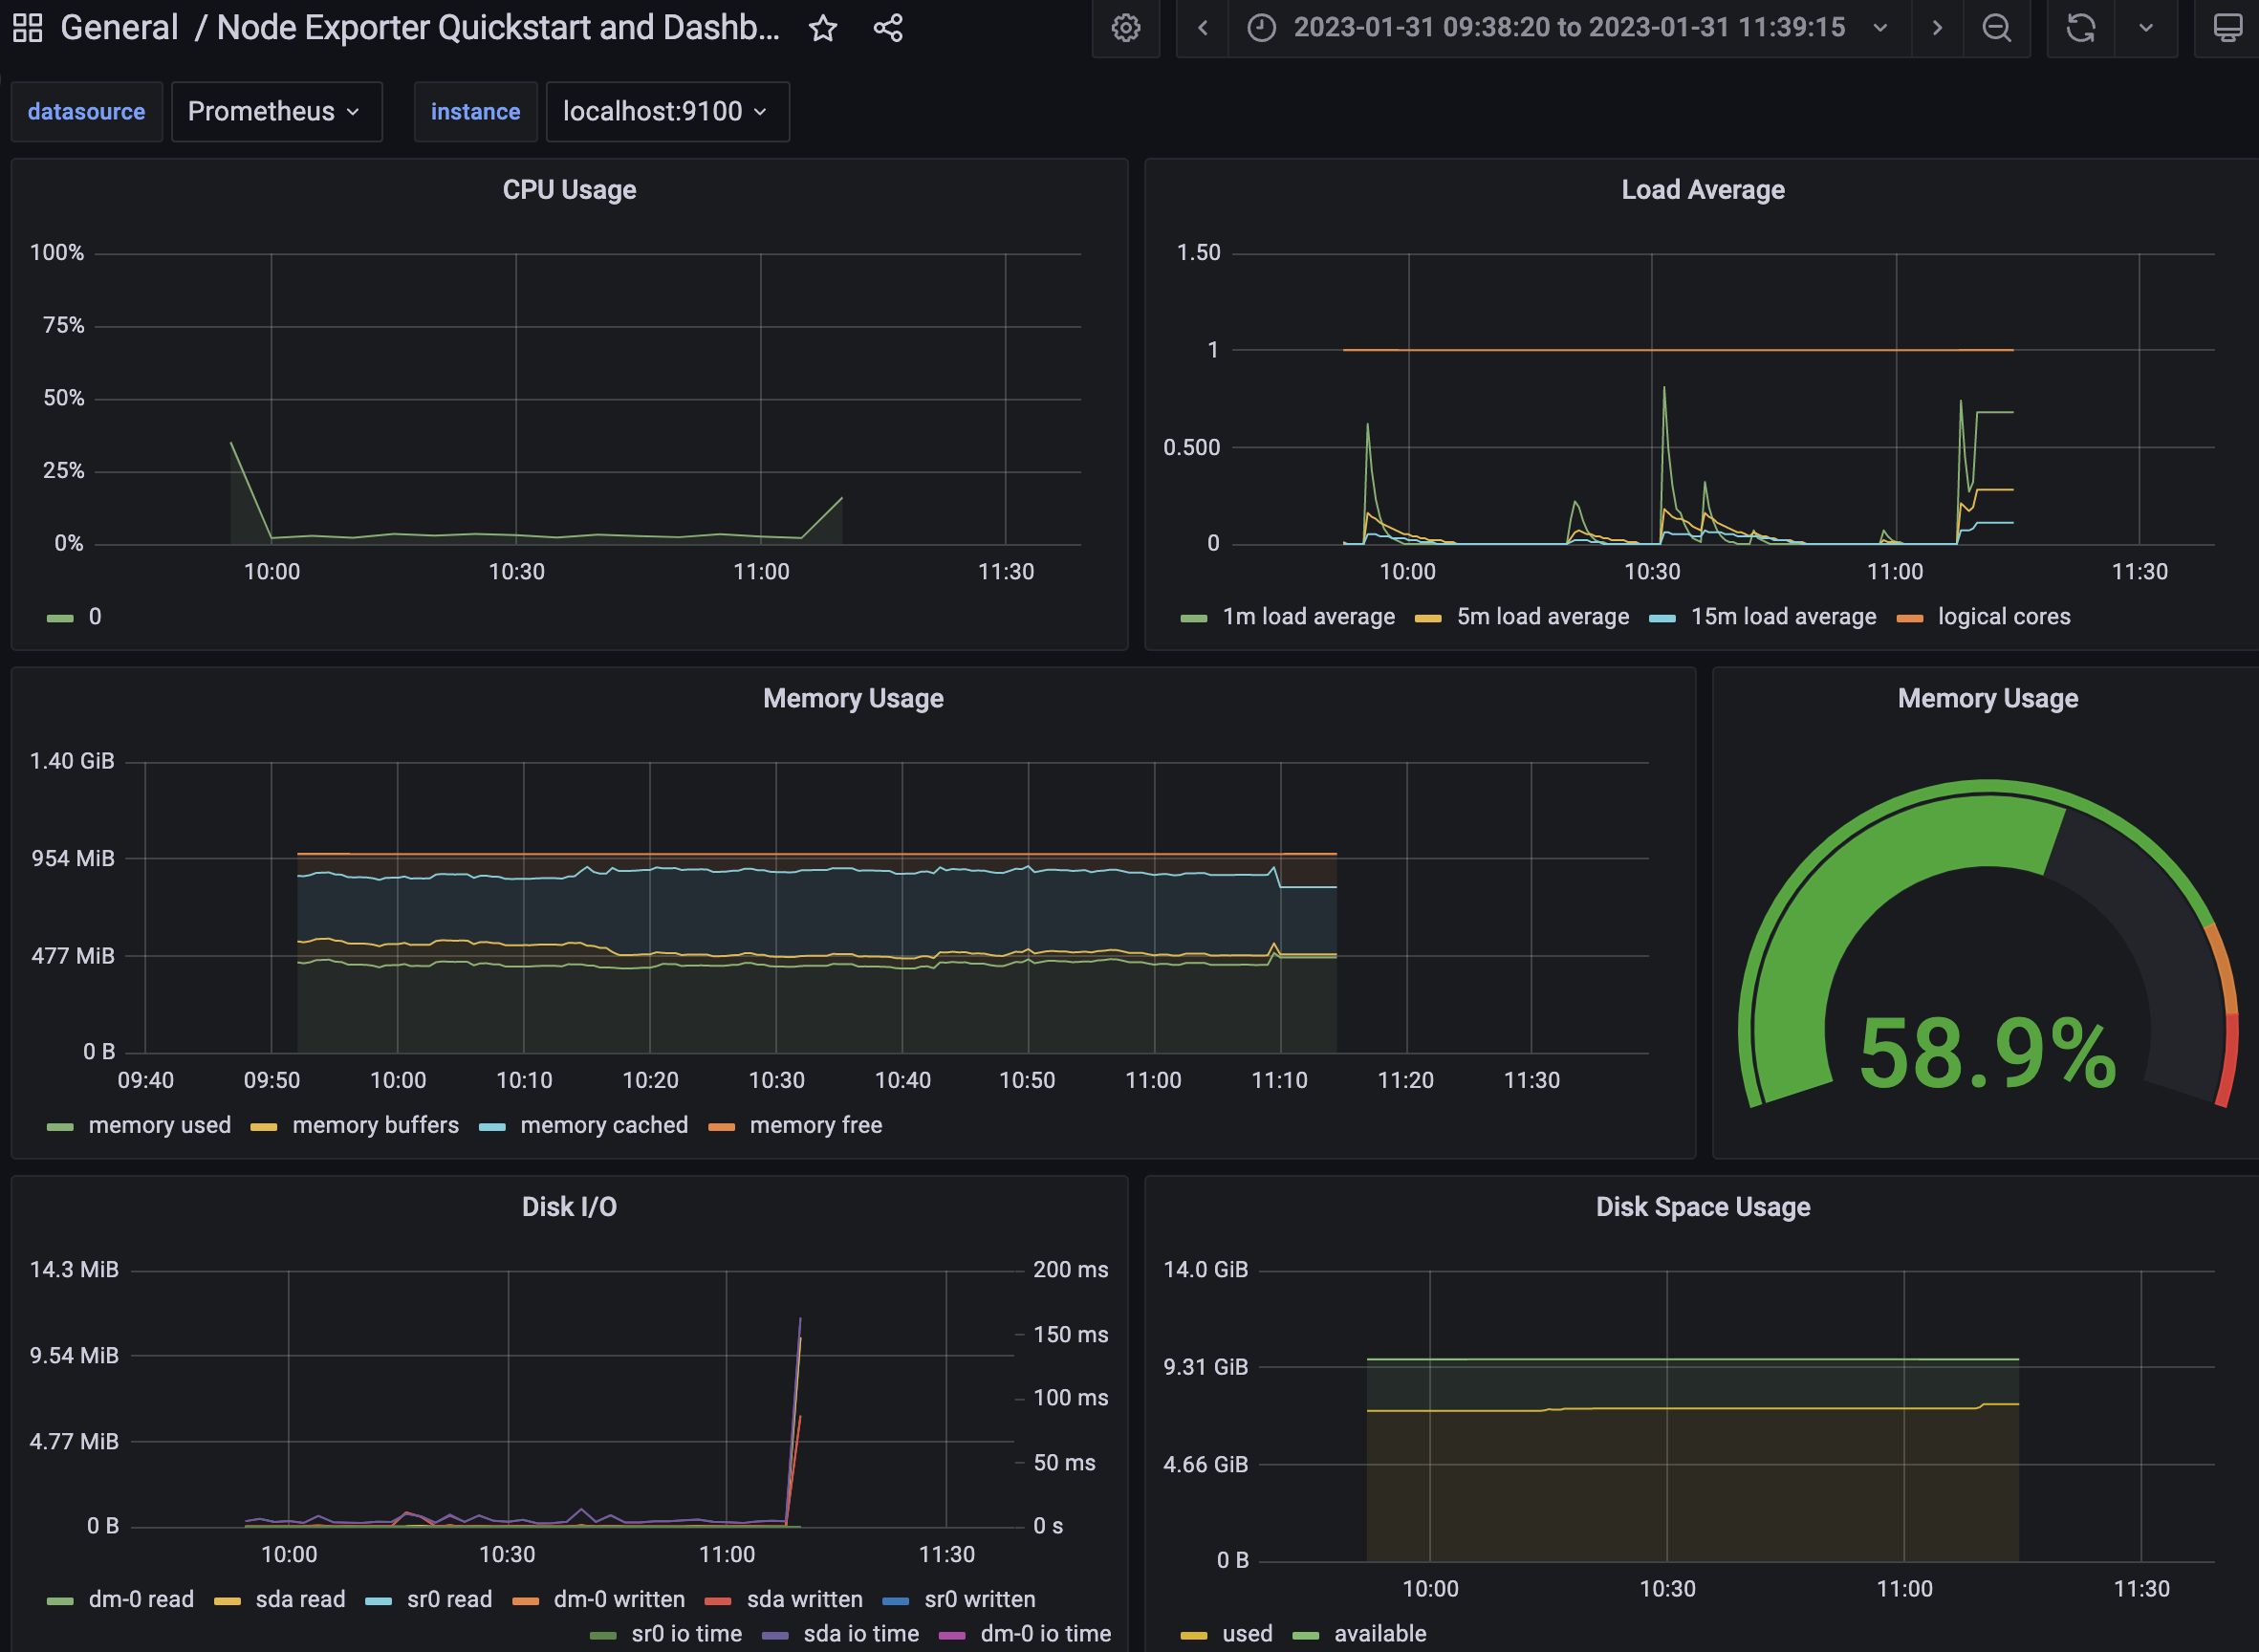 General / Node Exporter Quickstart and Dashb... 2023-01-31 09:38:20 to 2023-01-31 11:39:15
datasource Prometheus instance localhost:9100
CPU Usage
100%
75%
50%
25%
0%
10:00 10:30 11:00 11:30
0
Load Average
1.50
1
0.500
0
10:00 10:30 11:00 11:30
1m load average 5m load average 15m load average logical cores
Memory Usage
1.40 GiB
954 MiB
477 MiB
0 B
09:40 09:50 10:00 10:10 10:20 10:30 10:40 10:50 11:00 11:10 11:20 11:30
memory used memory buffers memory cached memory free
Memory Usage
58.9%
Disk I/O
14.3 MiB 200 ms
9.54 MiB 150 ms
100 ms
4.77 MiB 50 ms
0 B 0 s
10:00 10:30 11:00 11:30
dm-0 read sda read sr0 read dm-0 written sda written sr0 written
sr0 io time sda io time dm-0 io time
Disk Space Usage
14.0 GiB
9.31 GiB
4.66 GiB
0 B
10:00 10:30 11:00 11:30
used available